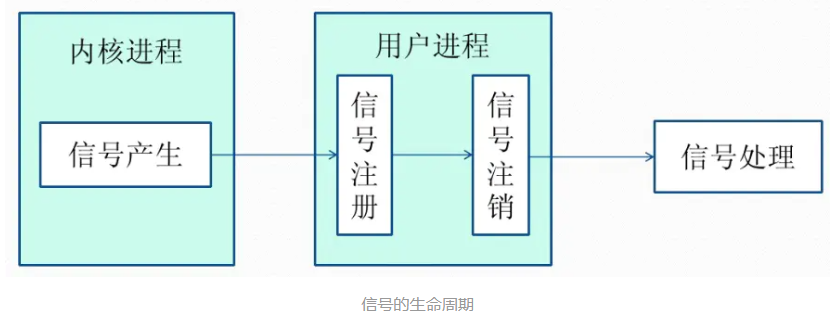 内核进程
用户进程
信号产生
信号注册
信号注销
信号处理
信号的生命周期